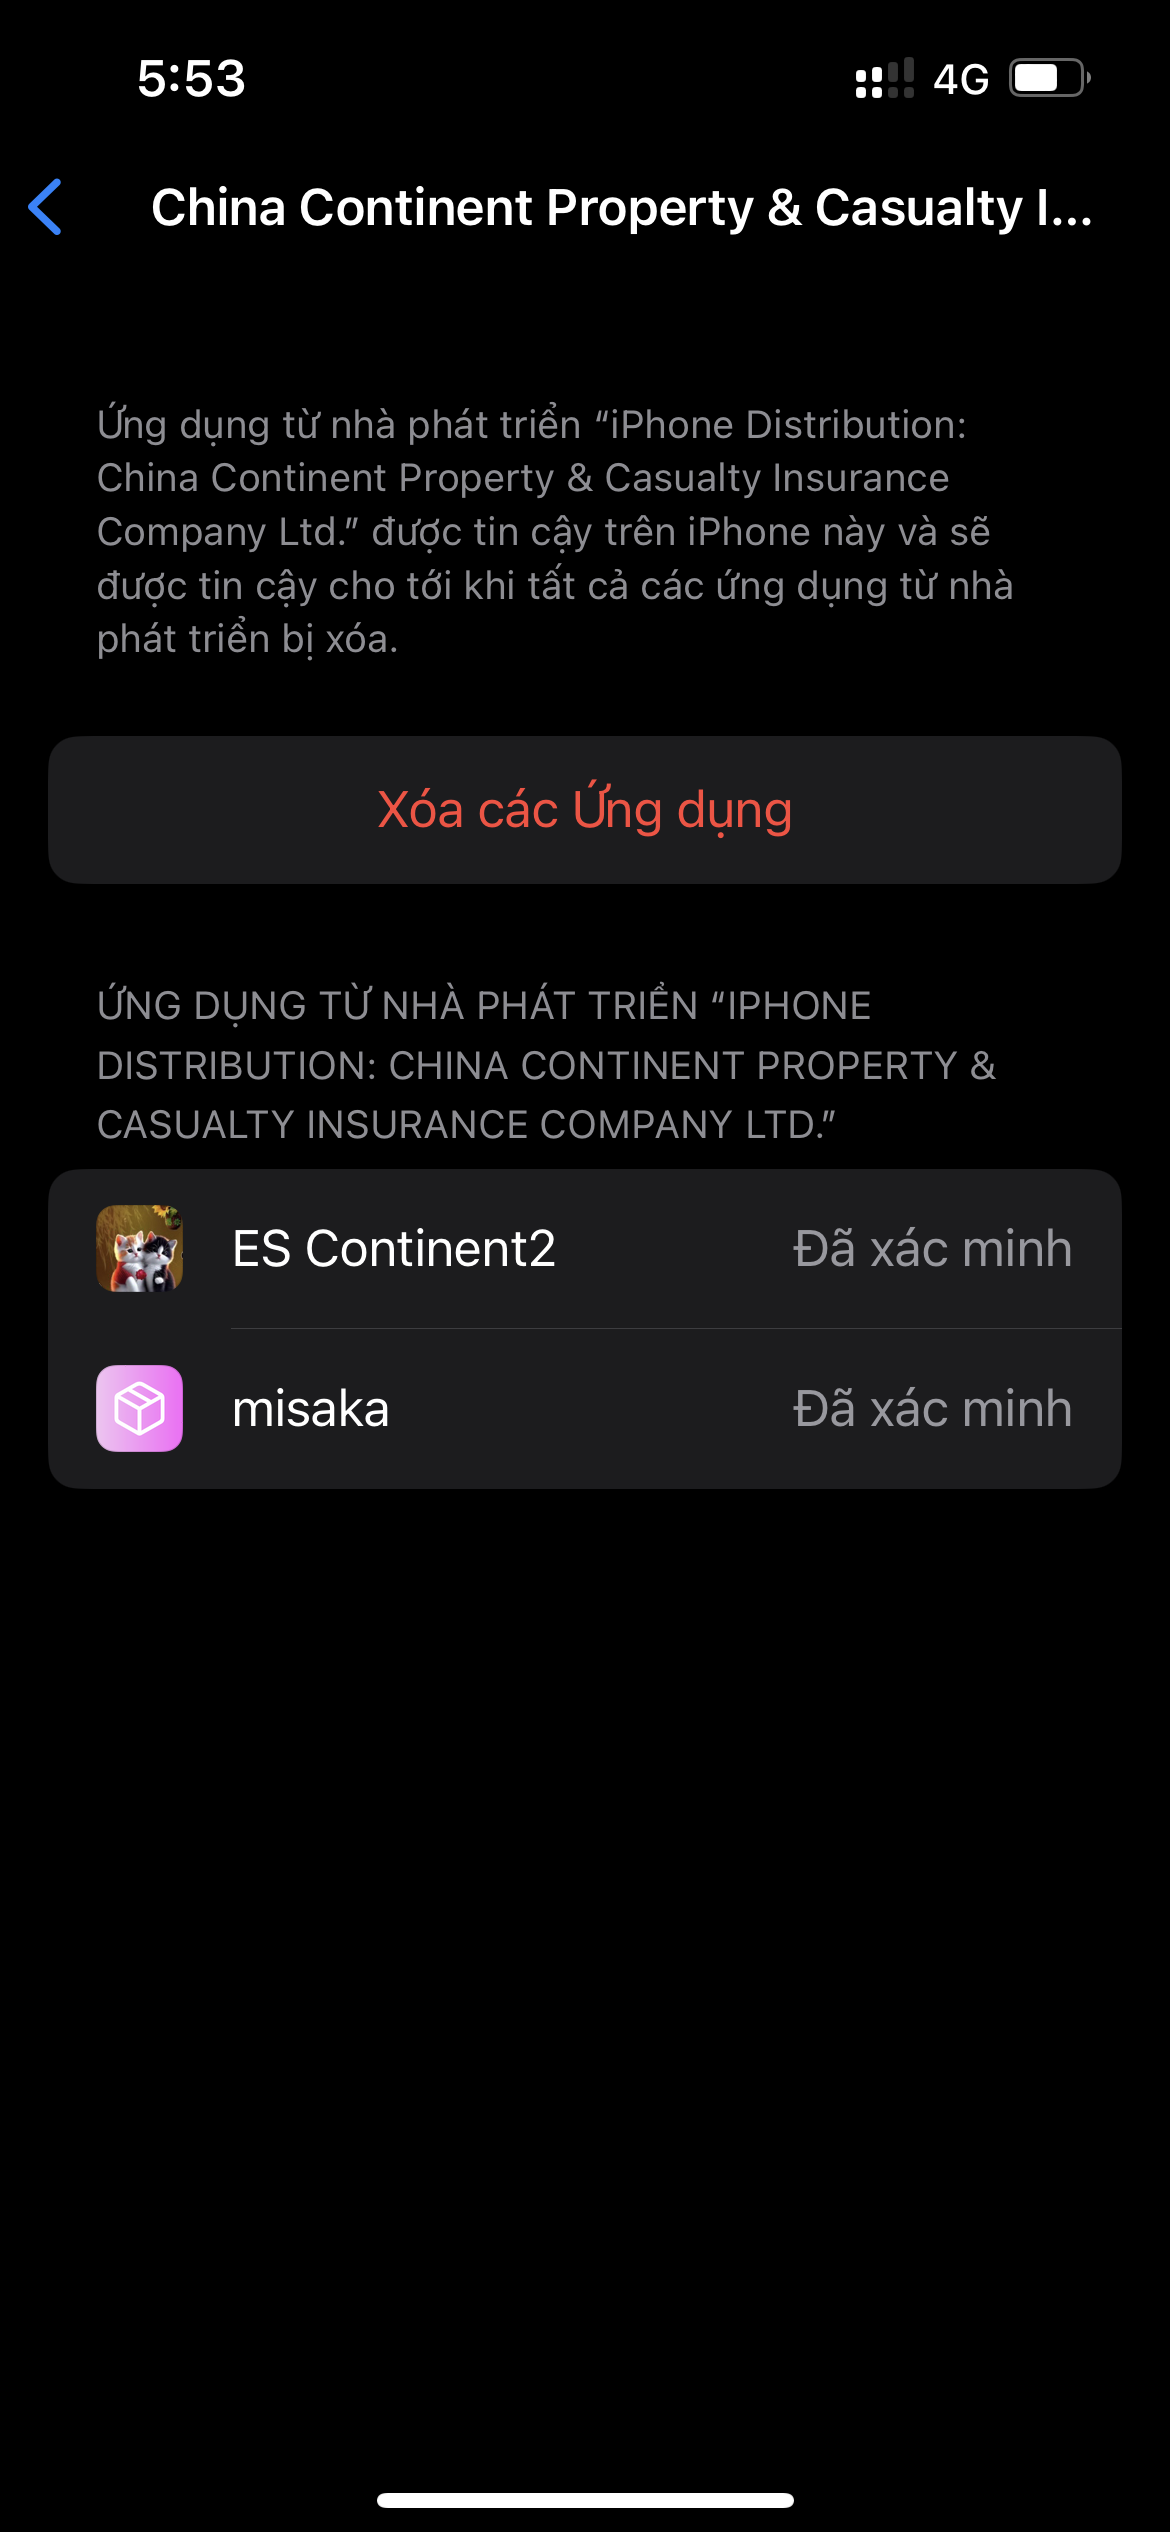 5:53
4G
China Continent Property & Casualty I...
Ứng dụng từ nhà phát triển “iPhone Distribution:
China Continent Property & Casualty Insurance
Company Ltd.” được tin cậy trên iPhone này và sẽ
được tin cậy cho tới khi tất cả các ứng dụng từ nhà
phát triển bị xóa.
Xóa các Ứng dụng
ỨNG DỤNG TỪ NHÀ PHÁT TRIỂN “IPHONE
DISTRIBUTION: CHINA CONTINENT PROPERTY &
CASUALTY INSURANCE COMPANY LTD.”
ES Continent2 Đã xác minh
misaka Đã xác minh